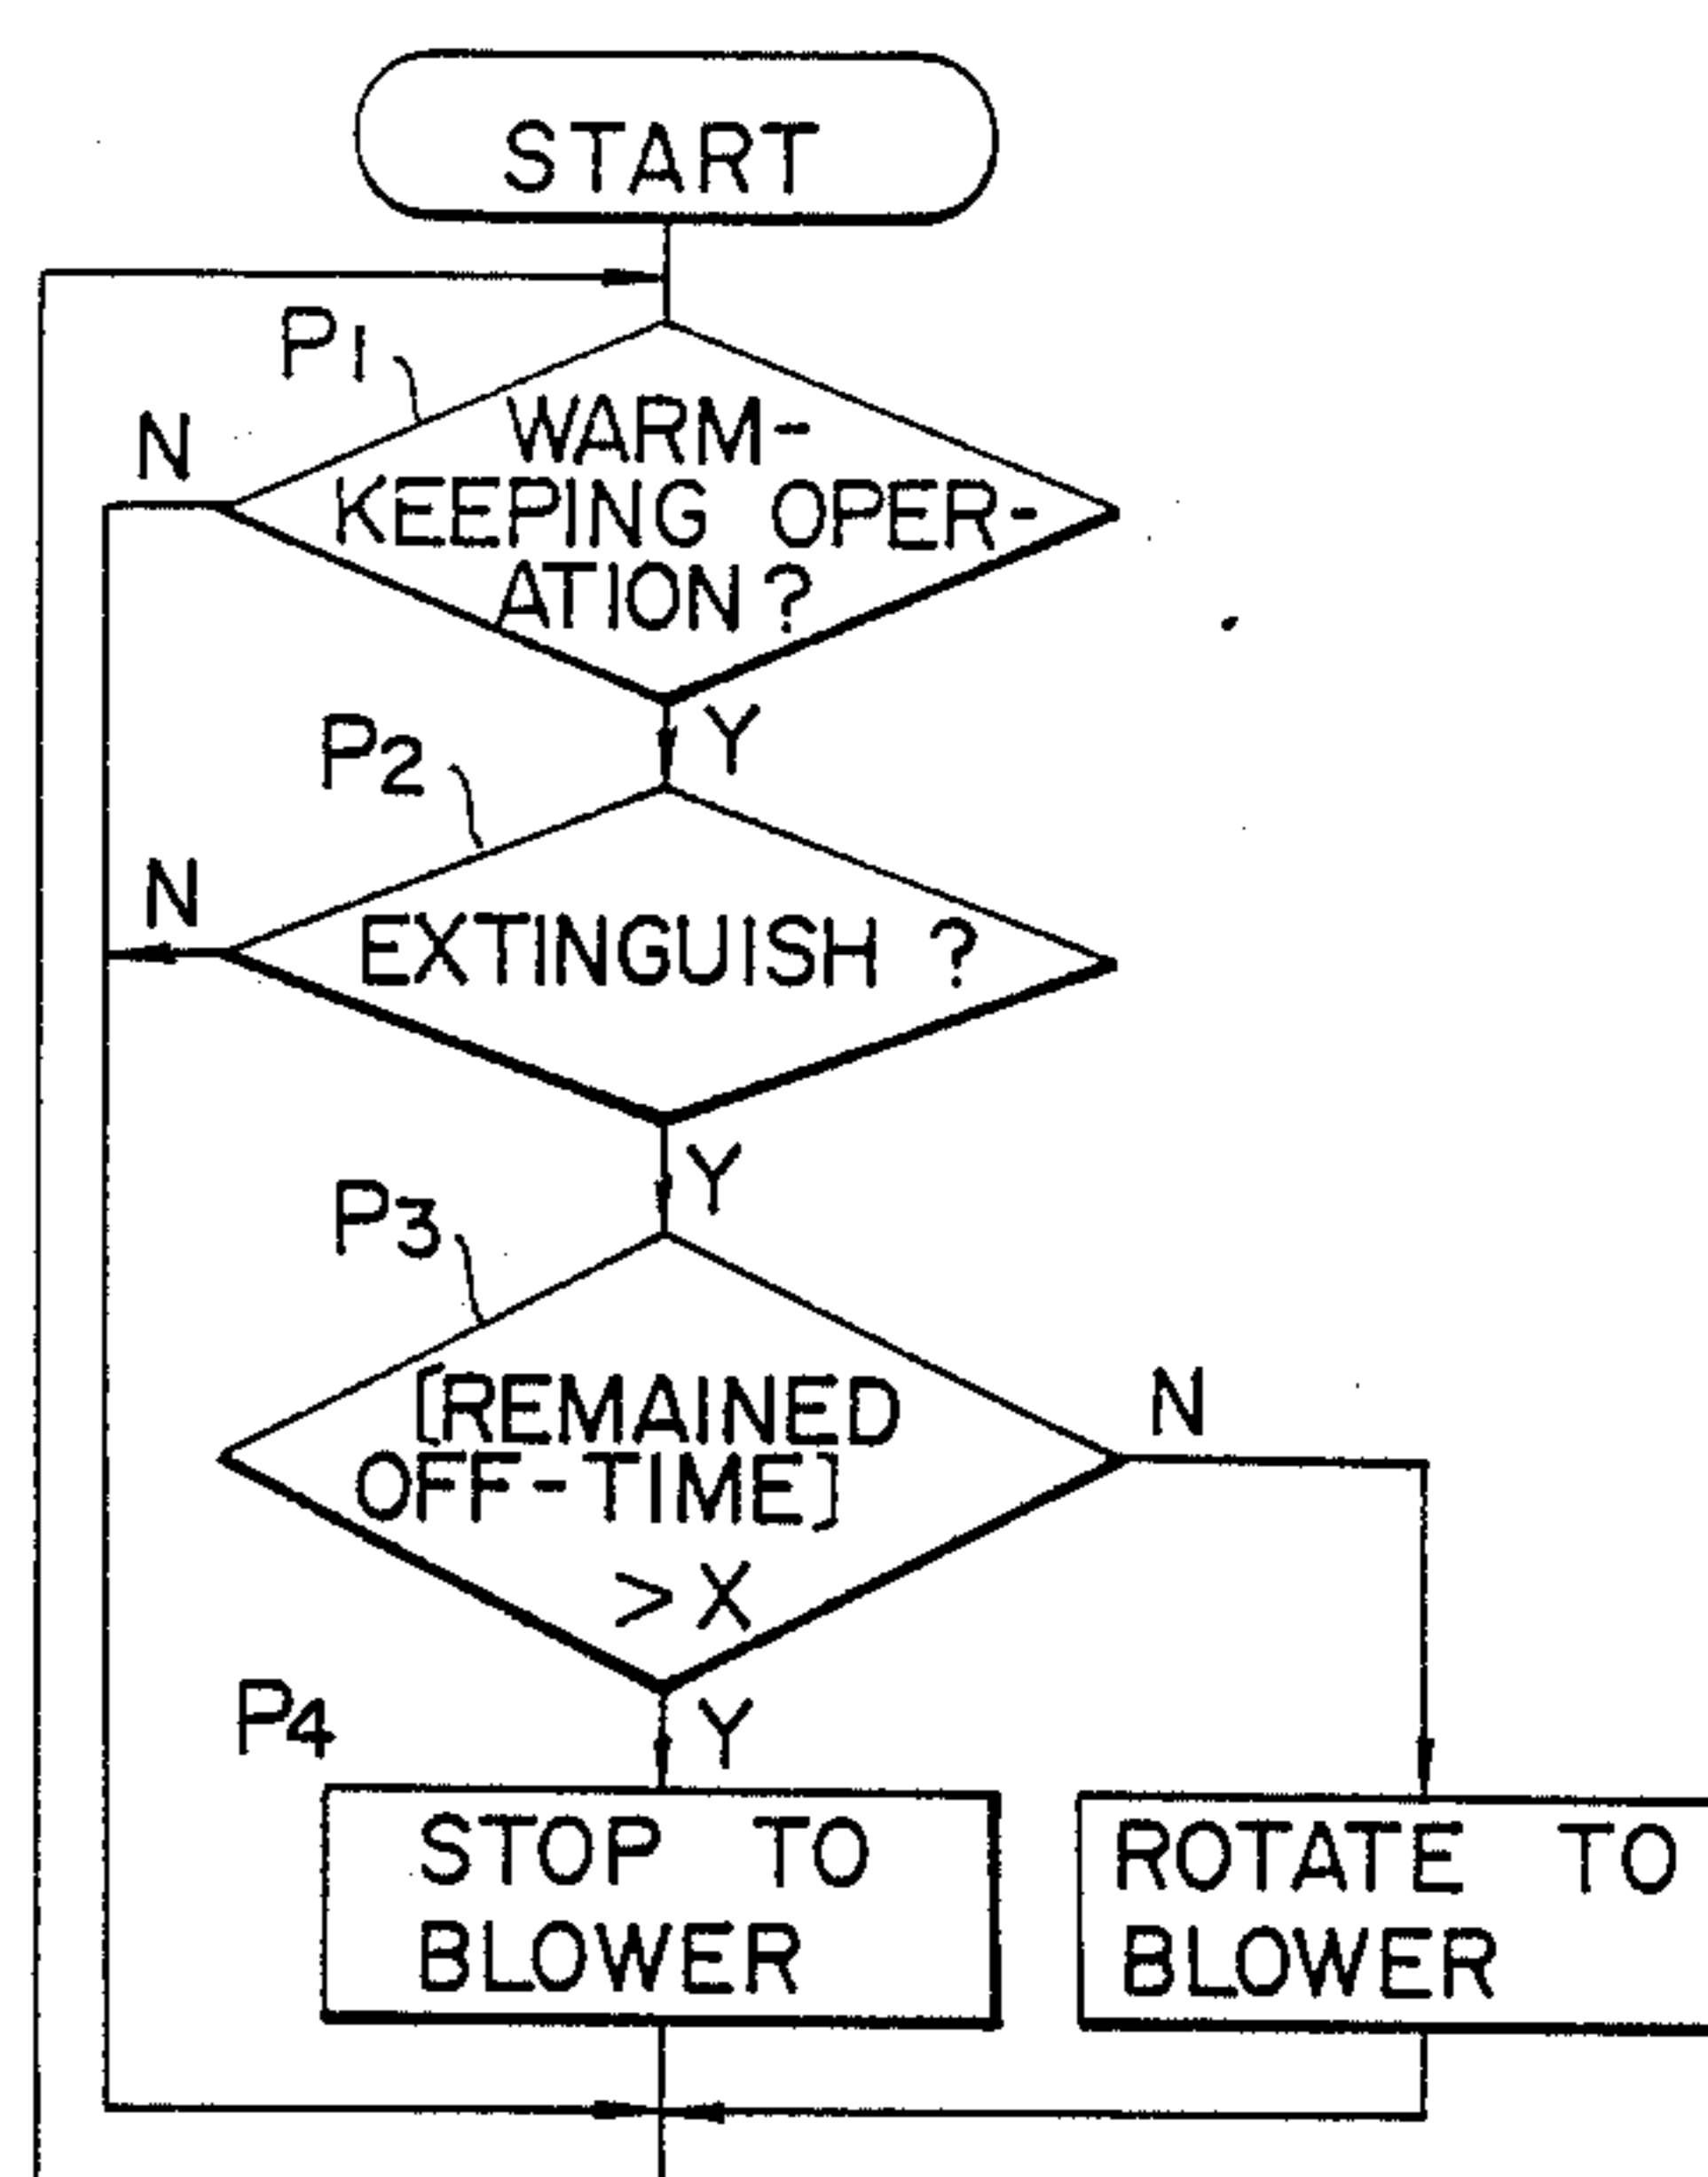 START
P1
N
WARM-
KEEPING OPER-
ATION?
Y
P2
N
EXTINGUISH ?
Y
P3
[REMAINED
OFF-TIME]
>X
N
P4
Y
STOP TO
BLOWER
ROTATE TO
BLOWER